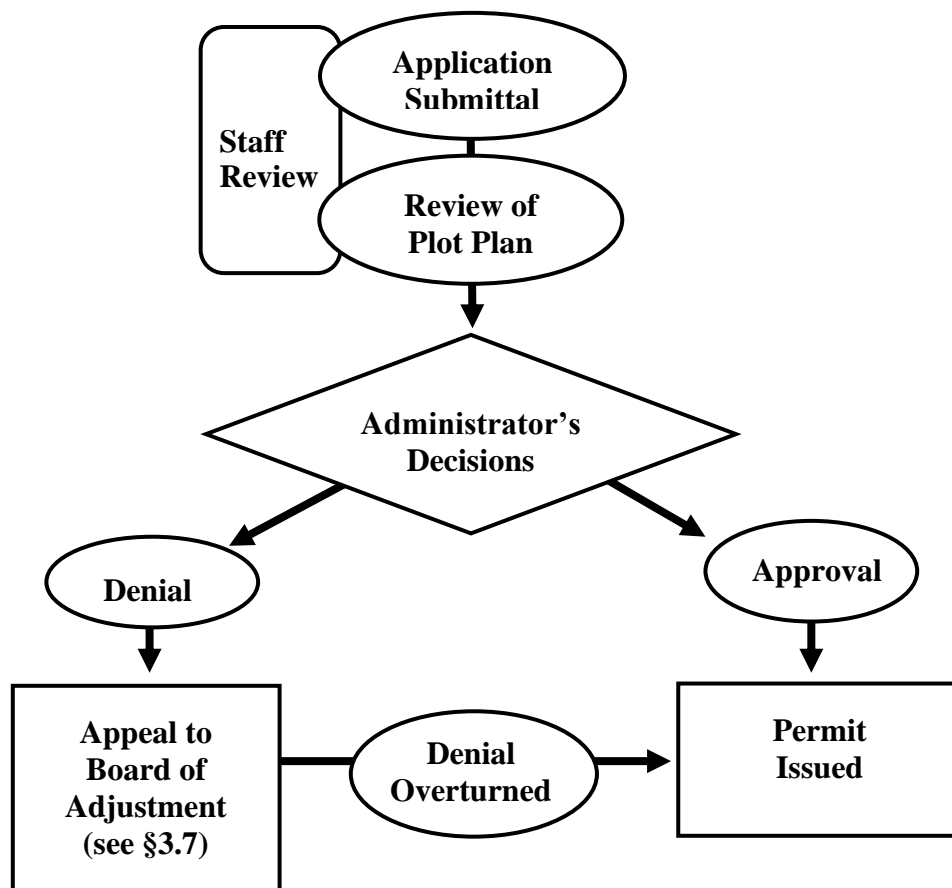 Application
Submittal
Staff
Review
Review of
Plot Plan
Administrator’s
Decisions
Denial
Approval
Appeal to
Board of
Adjustment
(see §3.7)
Denial
Overturned
Permit
Issued